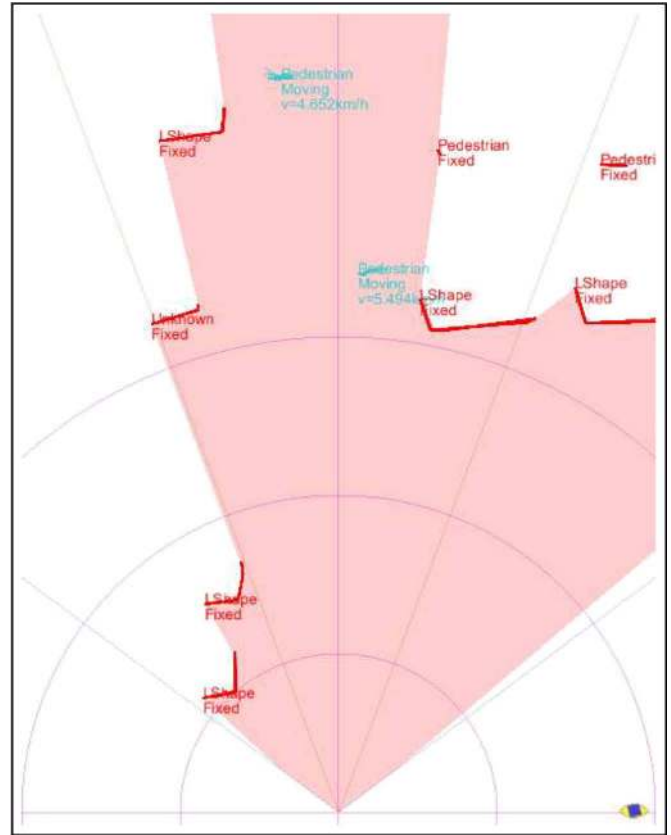 Pedestrian
Moving
v=4.652km/h
LShape
Fixed
Pedestrian
Fixed
Pedestri
Fixed
Pedestrian
Moving
v=5.494km/h
LShape
Fixed
LShape
Fixed
Unknown
Fixed
LShape
Fixed
LShape
Fixed